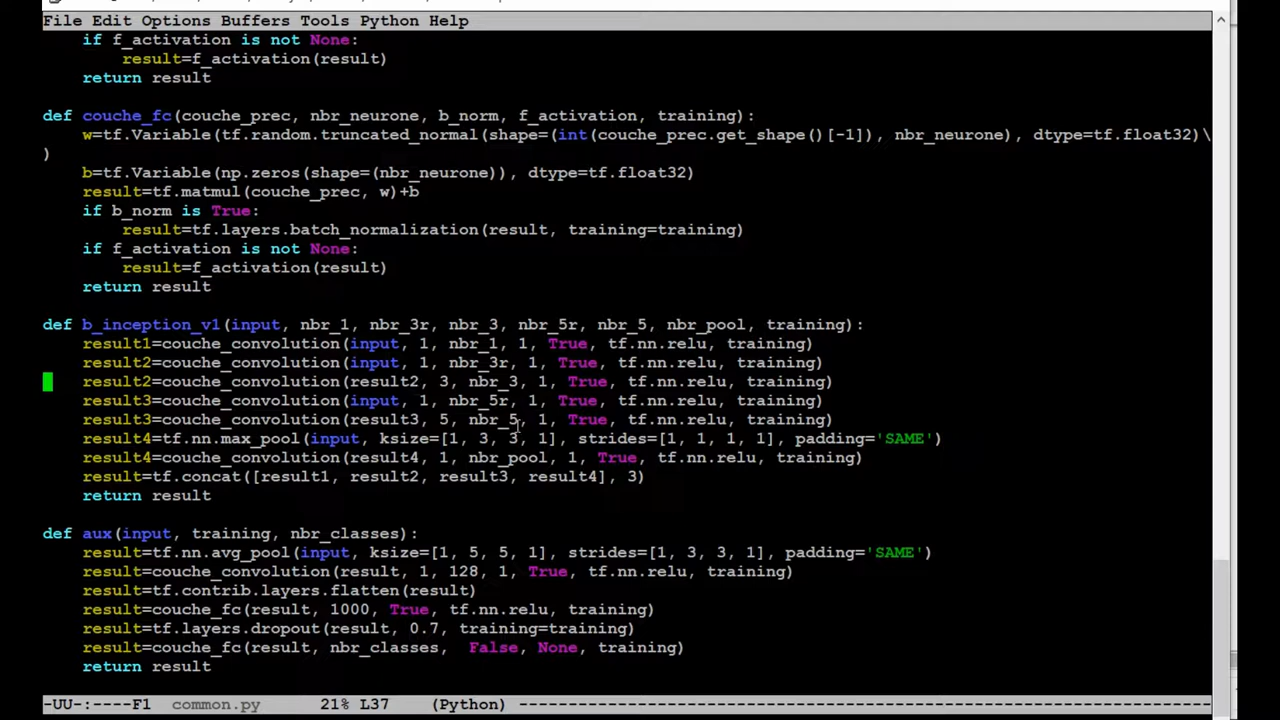 File Edit Options Buffers Tools Python Help
    if f_activation is not None:
        result=f_activation(result)
    return result
def couche_fc(couche_prec, nbr_neurone, b_norm, f_activation, training):
    w=tf.Variable(tf.random.truncated_normal(shape=(int(couche_prec.get_shape()[-1]), nbr_neurone), dtype=tf.float32)\
)
    b=tf.Variable(np.zeros(shape=(nbr_neurone)), dtype=tf.float32)
    result=tf.matmul(couche_prec, w)+b
    if b_norm is True:
        result=tf.layers.batch_normalization(result, training=training)
    if f_activation is not None:
        result=f_activation(result)
    return result
def b_inception_v1(input, nbr_1, nbr_3r, nbr_3, nbr_5r, nbr_5, nbr_pool, training):
    result1=couche_convolution(input, 1, nbr_1, 1, True, tf.nn.relu, training)
    result2=couche_convolution(input, 1, nbr_3r, 1, True, tf.nn.relu, training)
    result2=couche_convolution(result2, 3, nbr_3, 1, True, tf.nn.relu, training)
    result3=couche_convolution(input, 1, nbr_5r, 1, True, tf.nn.relu, training)
    result3=couche_convolution(result3, 5, nbr_5, 1, True, tf.nn.relu, training)
    result4=tf.nn.max_pool(input, ksize=[1, 3, 3, 1], strides=[1, 1, 1, 1], padding='SAME')
    result4=couche_convolution(result4, 1, nbr_pool, 1, True, tf.nn.relu, training)
    result=tf.concat([result1, result2, result3, result4], 3)
    return result
def aux(input, training, nbr_classes):
    result=tf.nn.avg_pool(input, ksize=[1, 5, 5, 1], strides=[1, 3, 3, 1], padding='SAME')
    result=couche_convolution(result, 1, 128, 1, True, tf.nn.relu, training)
    result=tf.contrib.layers.flatten(result)
    result=couche_fc(result, 1000, True, tf.nn.relu, training)
    result=tf.layers.dropout(result, 0.7, training=training)
    result=couche_fc(result, nbr_classes,  False, None, training)
    return result
-UU-:----F1  common.py      21% L37    (Python) ----------------------------------------------------------------------